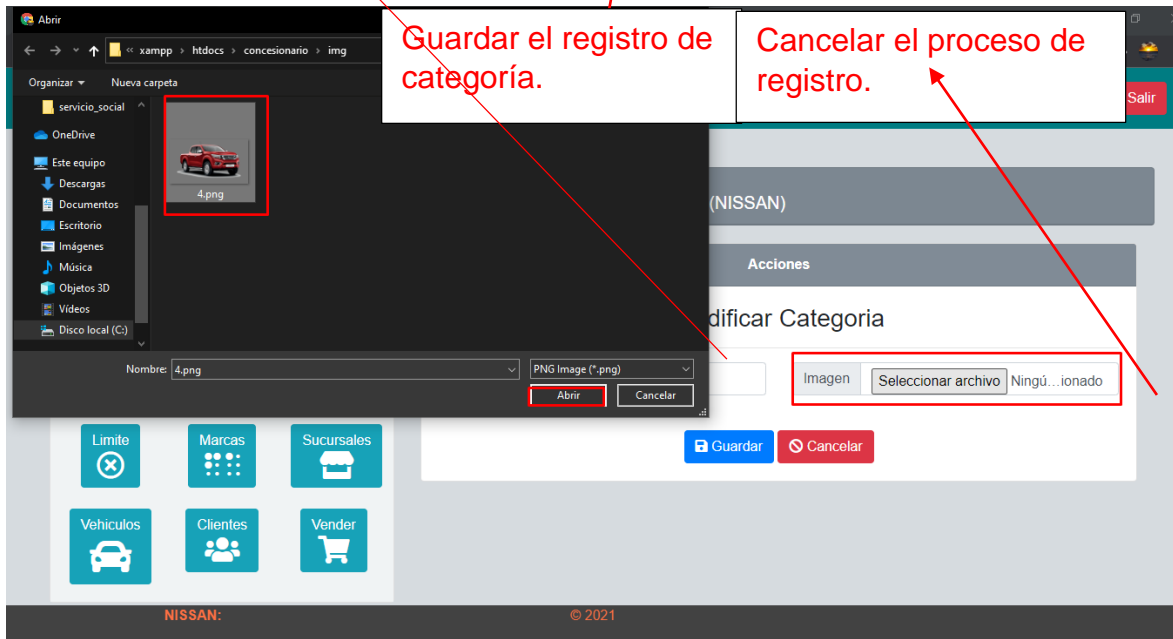 Abrir
« xampp › htdocs › concesionario › img
Guardar el registro de
categoría.
Cancelar el proceso de
registro.
Organizar
Nueva carpeta
Salir
servicio_social
OneDrive
Este equipo
Descargas
Documentos
Escritorio
Imágenes
Música
Objetos 3D
Vídeos
Disco local (C:)
4.png
(NISSAN)
Acciones
dificar Categoria
Nombre: 4.png
PNG Image (*.png)
Abrir
Cancelar
Imagen
Seleccionar archivo
Ningú…ionado
Guardar
Cancelar
Limite
Marcas
Sucursales
Vehiculos
Clientes
Vender
NISSAN:
© 2021